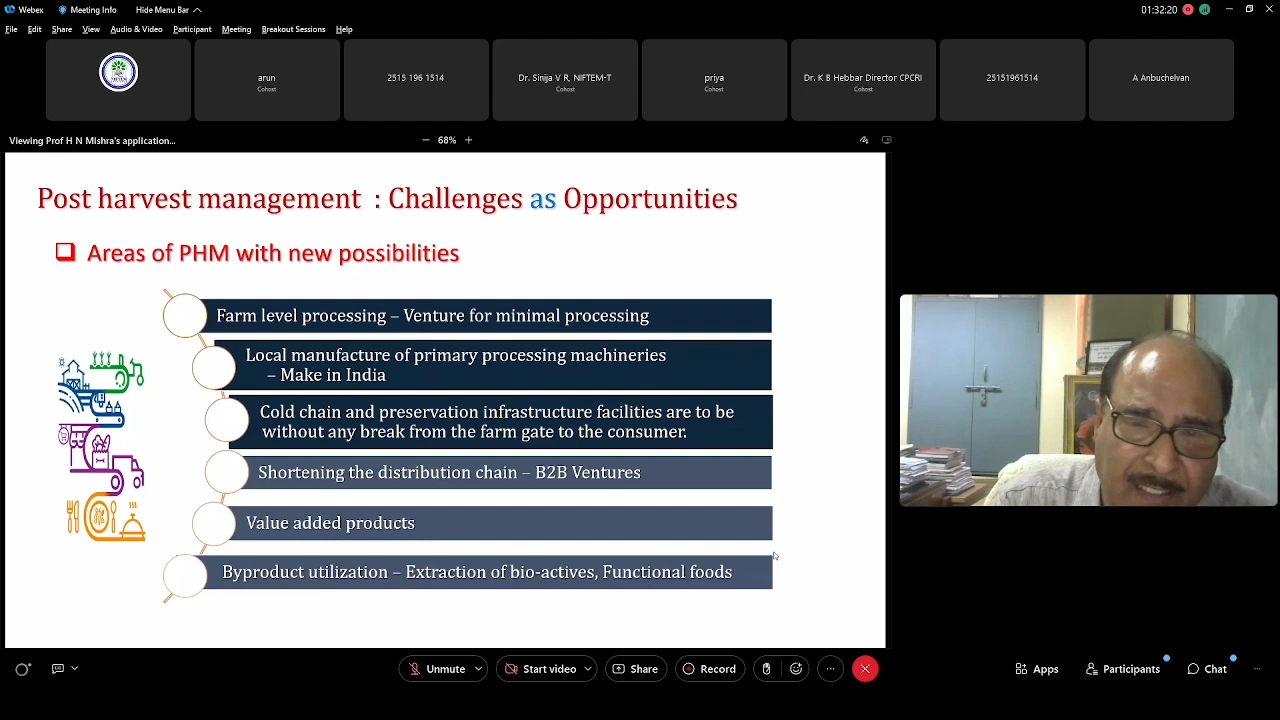 Webex
Meeting Info
Hide Menu Bar
01:32:20
File Edit Share View Audio & Video Participant Meeting Breakout Sessions Help
arun
Cohost
2515 196 1514
Dr. Sinija V R, NIFTEM-T
Cohost
priya
Cohost
Dr. K B Hebbar Director CPCRI
Cohost
25151961514
A Anbuchelvan
Viewing Prof H N Mishra's application...
− 68% +
Post harvest management : Challenges as Opportunities
Areas of PHM with new possibilities
Farm level processing – Venture for minimal processing
Local manufacture of primary processing machineries
– Make in India
Cold chain and preservation infrastructure facilities are to be
without any break from the farm gate to the consumer.
Shortening the distribution chain – B2B Ventures
Value added products
Byproduct utilization – Extraction of bio-actives, Functional foods
Unmute
Start video
Share
Record
Apps
Participants
Chat